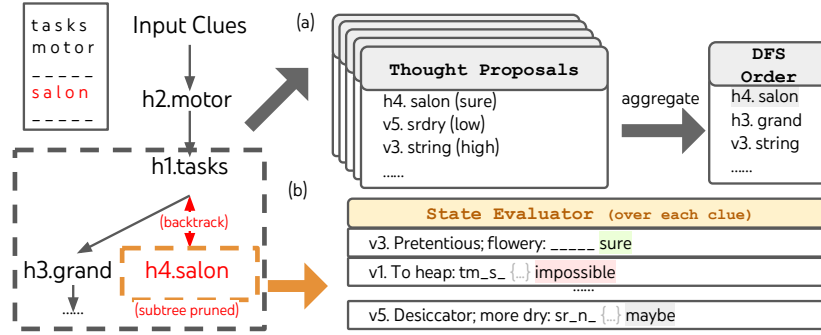 t a s k s
m o t o r
_ _ _ _ _
s a l o n
_ _ _ _ _
Input Clues
h2.motor
h1.tasks
(backtrack)
h3.grand
h4.salon
......
(subtree pruned)
(a)
Thought Proposals
h4. salon (sure)
v5. srdry (low)
v3. string (high)
......
aggregate
DFS
Order
h4. salon
h3. grand
v3. string
......
(b)
State Evaluator (over each clue)
v3. Pretentious; flowery: _____ sure
v1. To heap: tm_s_ {...} impossible
......
v5. Desiccator; more dry: sr_n_ {...} maybe